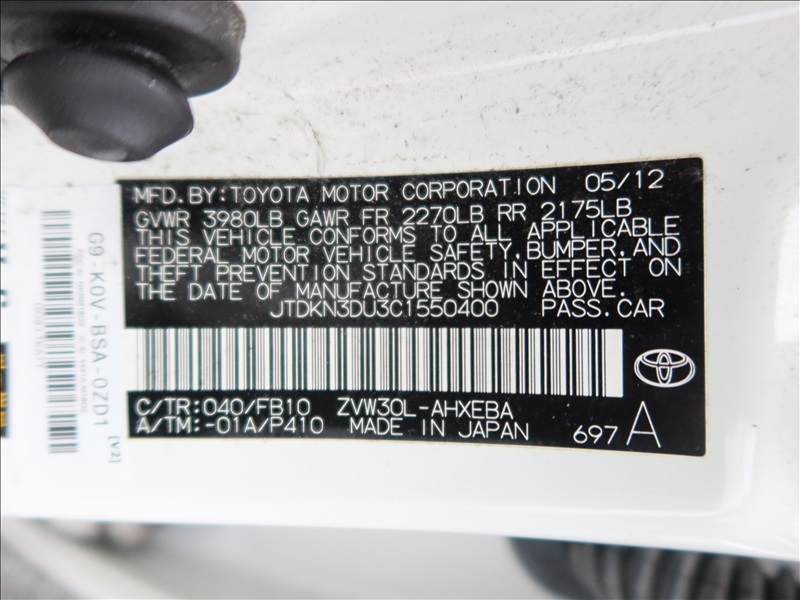 MFD.BY:TOYOTA MOTOR CORPORATION 05/12
GVWR 3980LB GAWR FR 2270LB RR 2175LB
THIS VEHICLE CONFORMS TO ALL APPLICABLE
FEDERAL MOTOR VEHICLE SAFETY,BUMPER,AND
THEFT PREVENTION STANDARDS IN EFFECT ON
THE DATE OF MANUFACTURE SHOWN ABOVE.
JTDKN3DU3C1550400 PASS.CAR
C/TR:040/FB10 ZVW30L-AHXEBA
A/TM:-01A/P410 MADE IN JAPAN 697 A
G9-K0V-BSA-0ZD1
[V2]